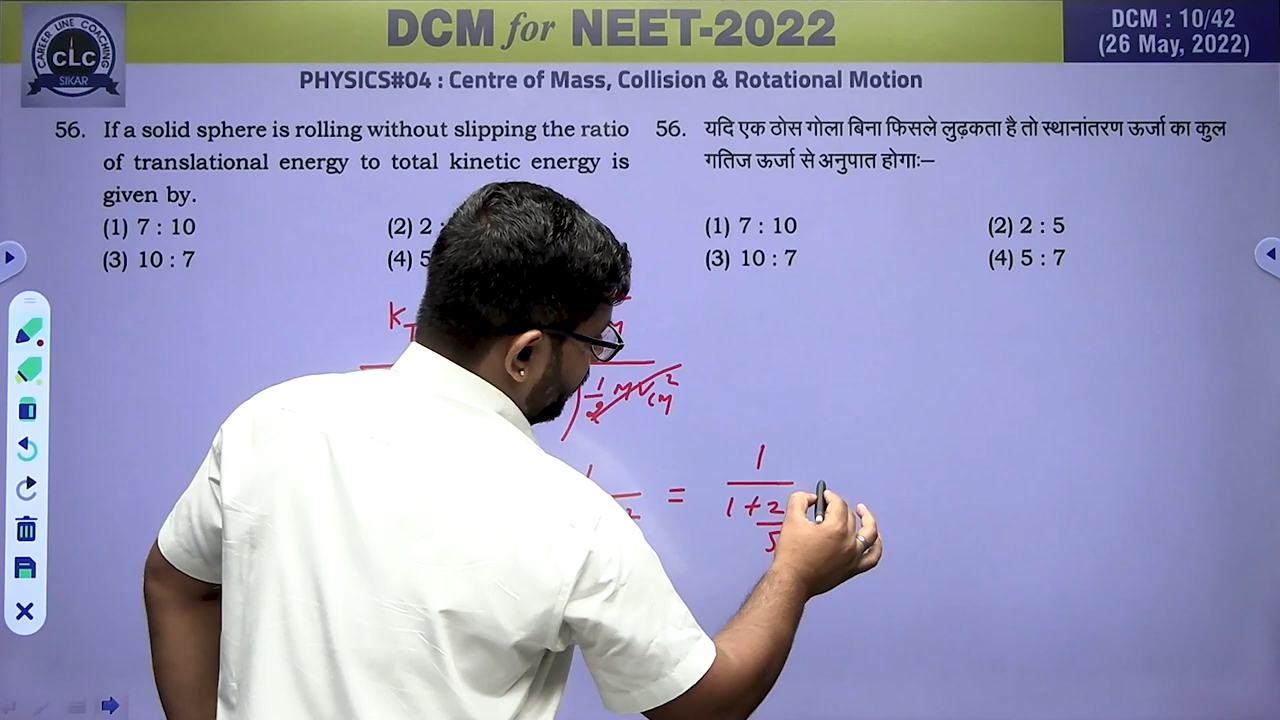 CAREER LINE COACHING
CLC
SIKAR
DCM for NEET-2022
DCM : 10/42
(26 May, 2022)
PHYSICS#04 : Centre of Mass, Collision & Rotational Motion
56. If a solid sphere is rolling without slipping the ratio
of translational energy to total kinetic energy is
given by.
(1) 7 : 10 (2) 2 :
(3) 10 : 7 (4) 5
56. यदि एक ठोस गोला बिना फिसले लुढ़कता है तो स्थानांतरण ऊर्जा का कुल
गतिज ऊर्जा से अनुपात होगाः–
(1) 7 : 10 (2) 2 : 5
(3) 10 : 7 (4) 5 : 7
K
1
2
= 1
1 + 2
5